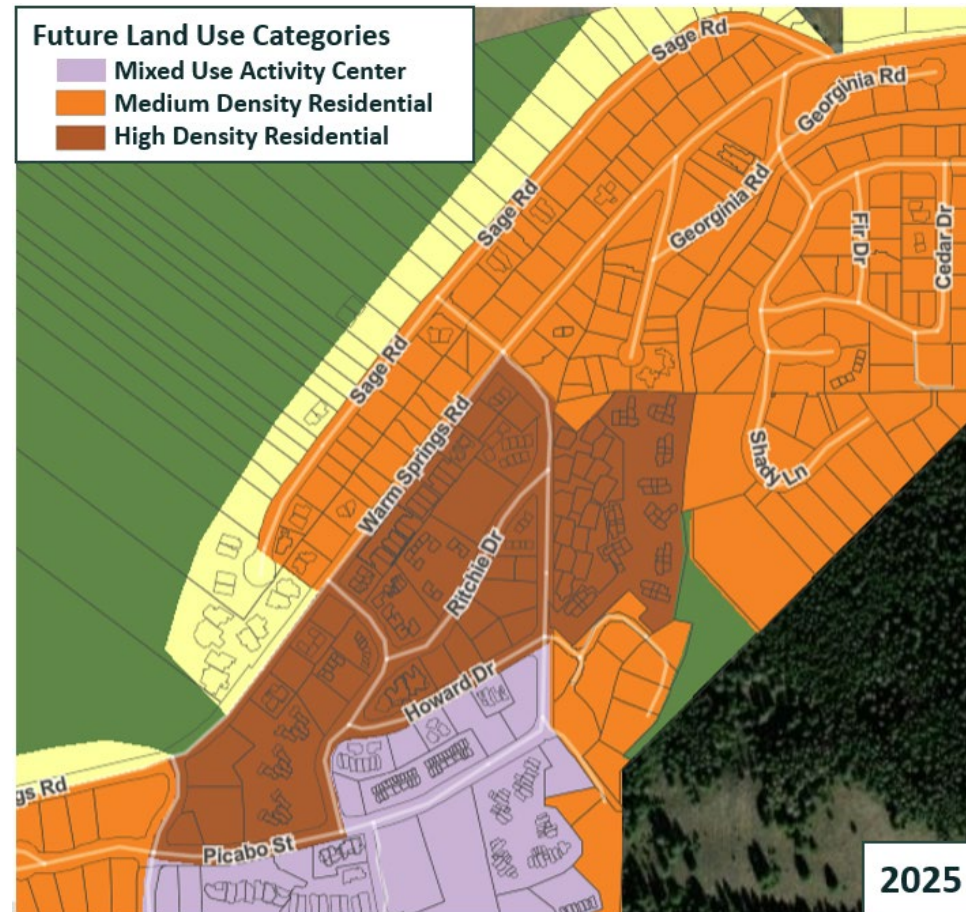 Future Land Use Categories
Mixed Use Activity Center
Medium Density Residential
High Density Residential
Sage Rd
Georginia Rd
Sage Rd
Georginia Rd
Fir Dr
Cedar Dr
Sage Rd
Warm Springs Rd
Shady Ln
Ritchie Dr
Howard Dr
gs Rd
Picabo St
2025